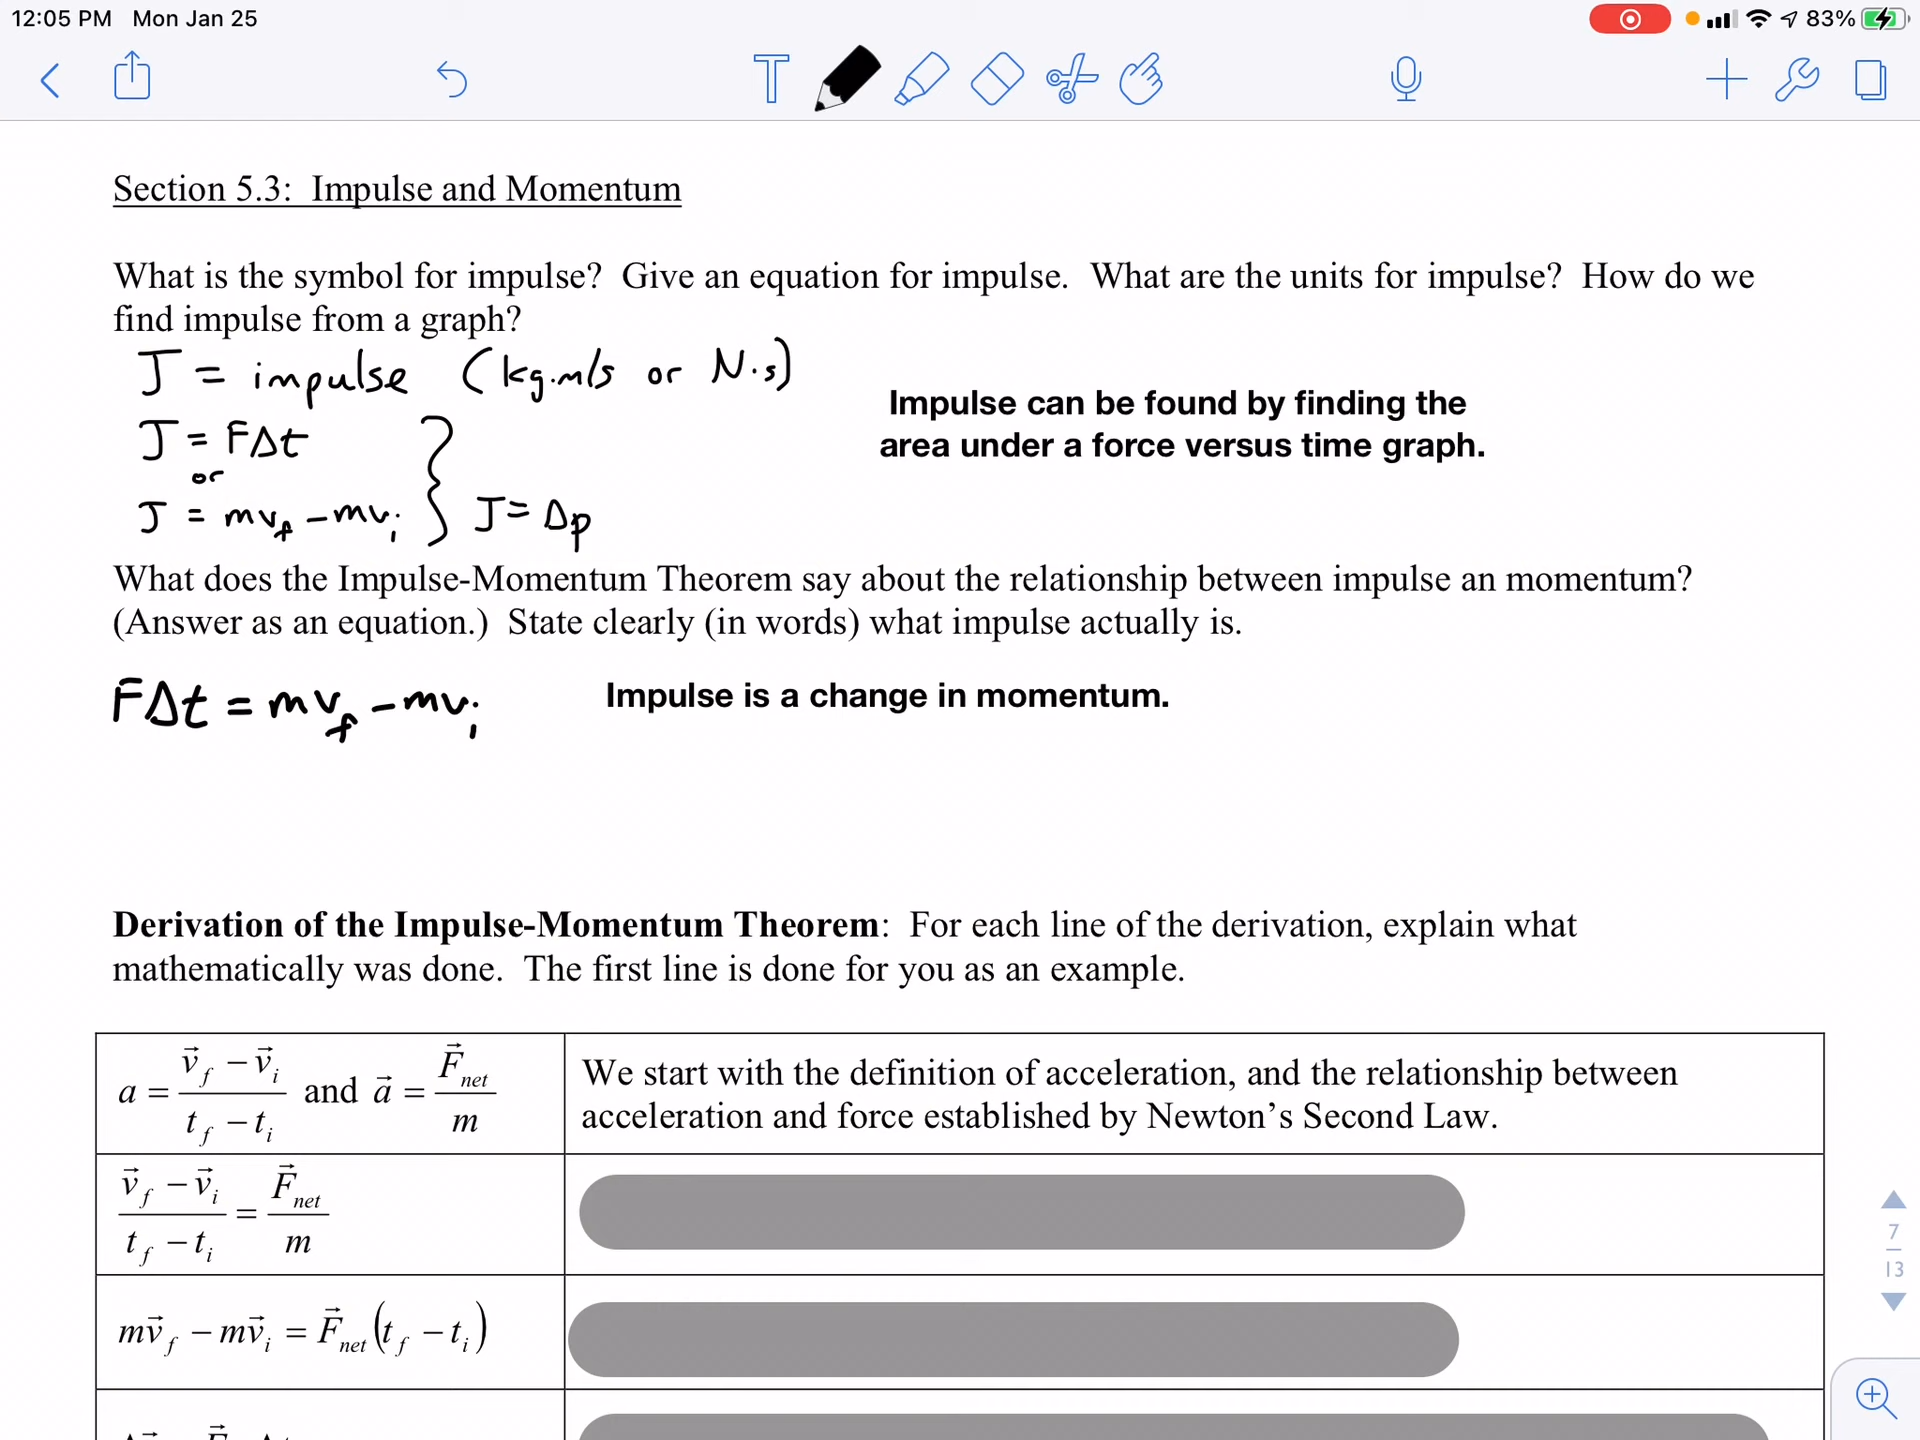 12:05 PM Mon Jan 25
83%
T
Section 5.3: Impulse and Momentum
What is the symbol for impulse? Give an equation for impulse. What are the units for impulse? How do we
find impulse from a graph?
J = impulse (kg·m/s or N·s)
J = FΔt
or
J = mv_f - mv_i } J = Δp
Impulse can be found by finding the
area under a force versus time graph.
What does the Impulse-Momentum Theorem say about the relationship between impulse an momentum?
(Answer as an equation.) State clearly (in words) what impulse actually is.
FΔt = mv_f - mv_i
Impulse is a change in momentum.
Derivation of the Impulse-Momentum Theorem: For each line of the derivation, explain what
mathematically was done. The first line is done for you as an example.
a = (v⃗_f − v⃗_i)/(t_f − t_i) and a⃗ = F⃗_net/m
We start with the definition of acceleration, and the relationship between
acceleration and force established by Newton's Second Law.
(v⃗_f − v⃗_i)/(t_f − t_i) = F⃗_net/m
mv⃗_f − mv⃗_i = F⃗_net(t_f − t_i)
7
13